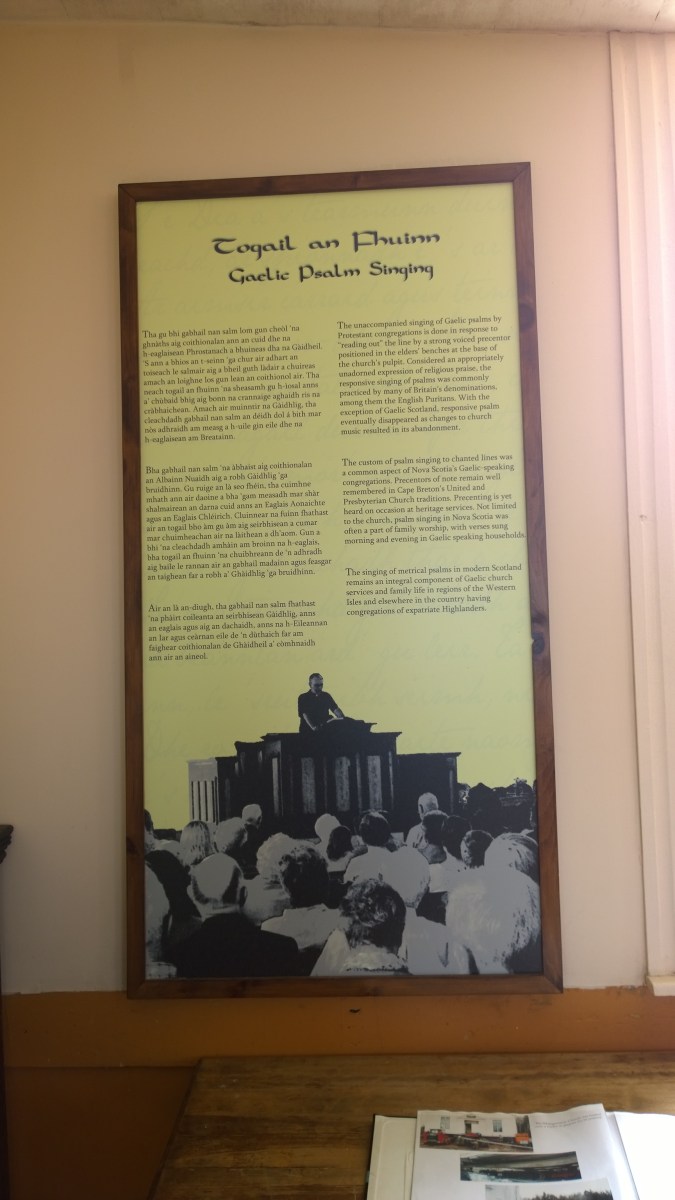 Togail an Fhuinn
Gaelic Psalm Singing
Tha gu bhi gabhail nan salm lom gun cheòl 'na
ghnàths aig coithionalan ann an cuid dhe na
h-eaglaisean Phrostanach a bhuineas dha na Gàidheil.
'S ann a bhios an t-seinn 'ga chur air adhart an
toiseach le salmair aig a bheil guth làdair a chuireas
amach an loighne los gun lean an coithionol air. Tha
neach togail an fhuinn 'na sheasamh gu h-ìosal anns
a' chùbaid bhig aig bonn na crannaige aghaidh ris na
cràbhaichean. Amach air muinntir na Gàidhlig, tha
cleachdadh gabhail nan salm an déidh dol á bith mar
nòs adhraidh am measg a h-uile gin eile dhe na
h-eaglaisean am Breatainn.
Bha gabhail nan salm 'na àbhaist aig coithionalan
an Albainn Nuaidh aig a robh Gàidhlig 'ga
bruidhinn. Gu ruige an là seo fhéin, tha cuimhne
mhath ann air daoine a bha 'gam measadh mar shàr
shalmairean an darna cuid anns an Eaglais Aonaichte
agus an Eaglais Chléirich. Cluinnear na fuinn fhathast
air an togail bho àm gu àm aig seirbhisean a cumar
mar chuimbeachan air na làithean a dh'aom. Gun a
bhi 'na cleachdadh amhàin am broinn na h-eaglais,
bha togail an fhuinn 'na chuibhreann de 'n adhradh
aig baile le rannan air an gabhail madainn agus feasgar
an taighean far a robh a' Ghàidhlig 'ga bruidhinn.
Air an là an-diugh, tha gabhail nan salm fhathast
'na phàirt coileanta an seirbhisean Gàidhlig, anns
an eaglais agus aig an dachaidh, anns na h-Eileannan
an Iar agus ceàrnan eile de 'n dùthaich far am
faighear coithionalan de Ghàidheil a' còmhnaidh
ann air an aineol.
The unaccompanied singing of Gaelic psalms by
Protestant congregations is done in response to
"reading out" the line by a strong voiced precentor
positioned in the elders' benches at the base of
the church's pulpit. Considered an appropriately
unadorned expression of religious praise, the
responsive singing of psalms was commonly
practiced by many of Britain's denominations,
among them the English Puritans. With the
exception of Gaelic Scotland, responsive psalm
eventually disappeared as changes to church
music resulted in its abandonment.
The custom of psalm singing to chanted lines was
a common aspect of Nova Scotia's Gaelic-speaking
congregations. Precentors of note remain well
remembered in Cape Breton's United and
Presbyterian Church traditions. Precenting is yet
heard on occasion at heritage services. Not limited
to the church, psalm singing in Nova Scotia was
often a part of family worship, with verses sung
morning and evening in Gaelic speaking households.
The singing of metrical psalms in modern Scotland
remains an integral component of Gaelic church
services and family life in regions of the Western
Isles and elsewhere in the country having
congregations of expatriate Highlanders.